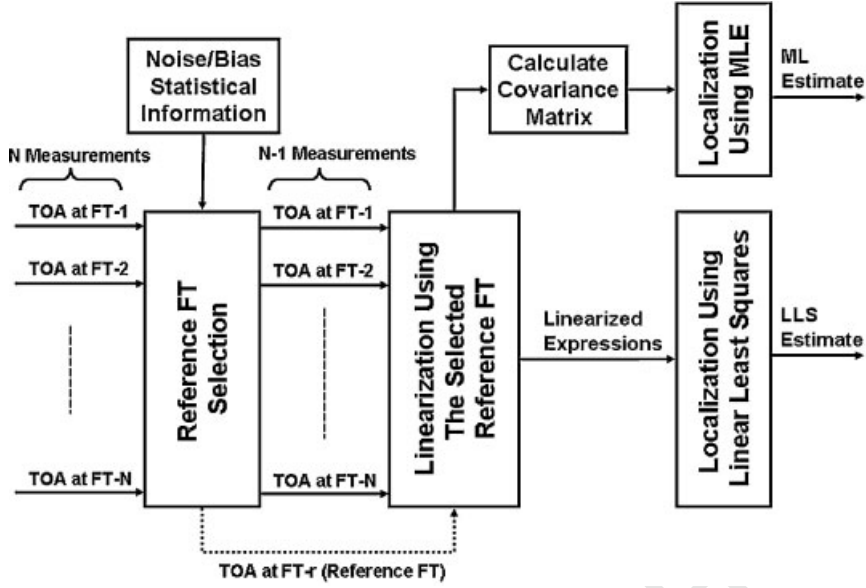 Noise/Bias
Statistical
Information
Calculate
Covariance
Matrix
Localization
Using MLE
ML
Estimate
N Measurements
N-1 Measurements
TOA at FT-1
TOA at FT-2
TOA at FT-N
Reference FT
Selection
TOA at FT-1
TOA at FT-2
TOA at FT-N
Linearization Using
The Selected
Reference FT
Linearized
Expressions
Localization Using
Linear Least Squares
LLS
Estimate
TOA at FT-r (Reference FT)